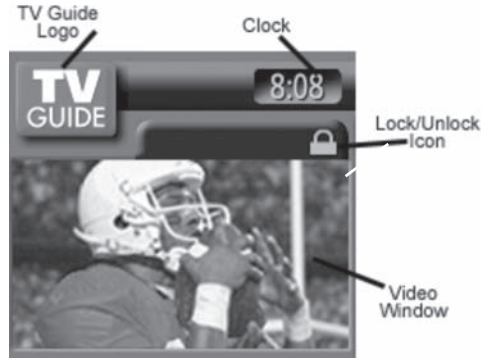 TV Guide
Logo
Clock
TV
GUIDE
8:08
Lock/Unlock
Icon
Video
Window